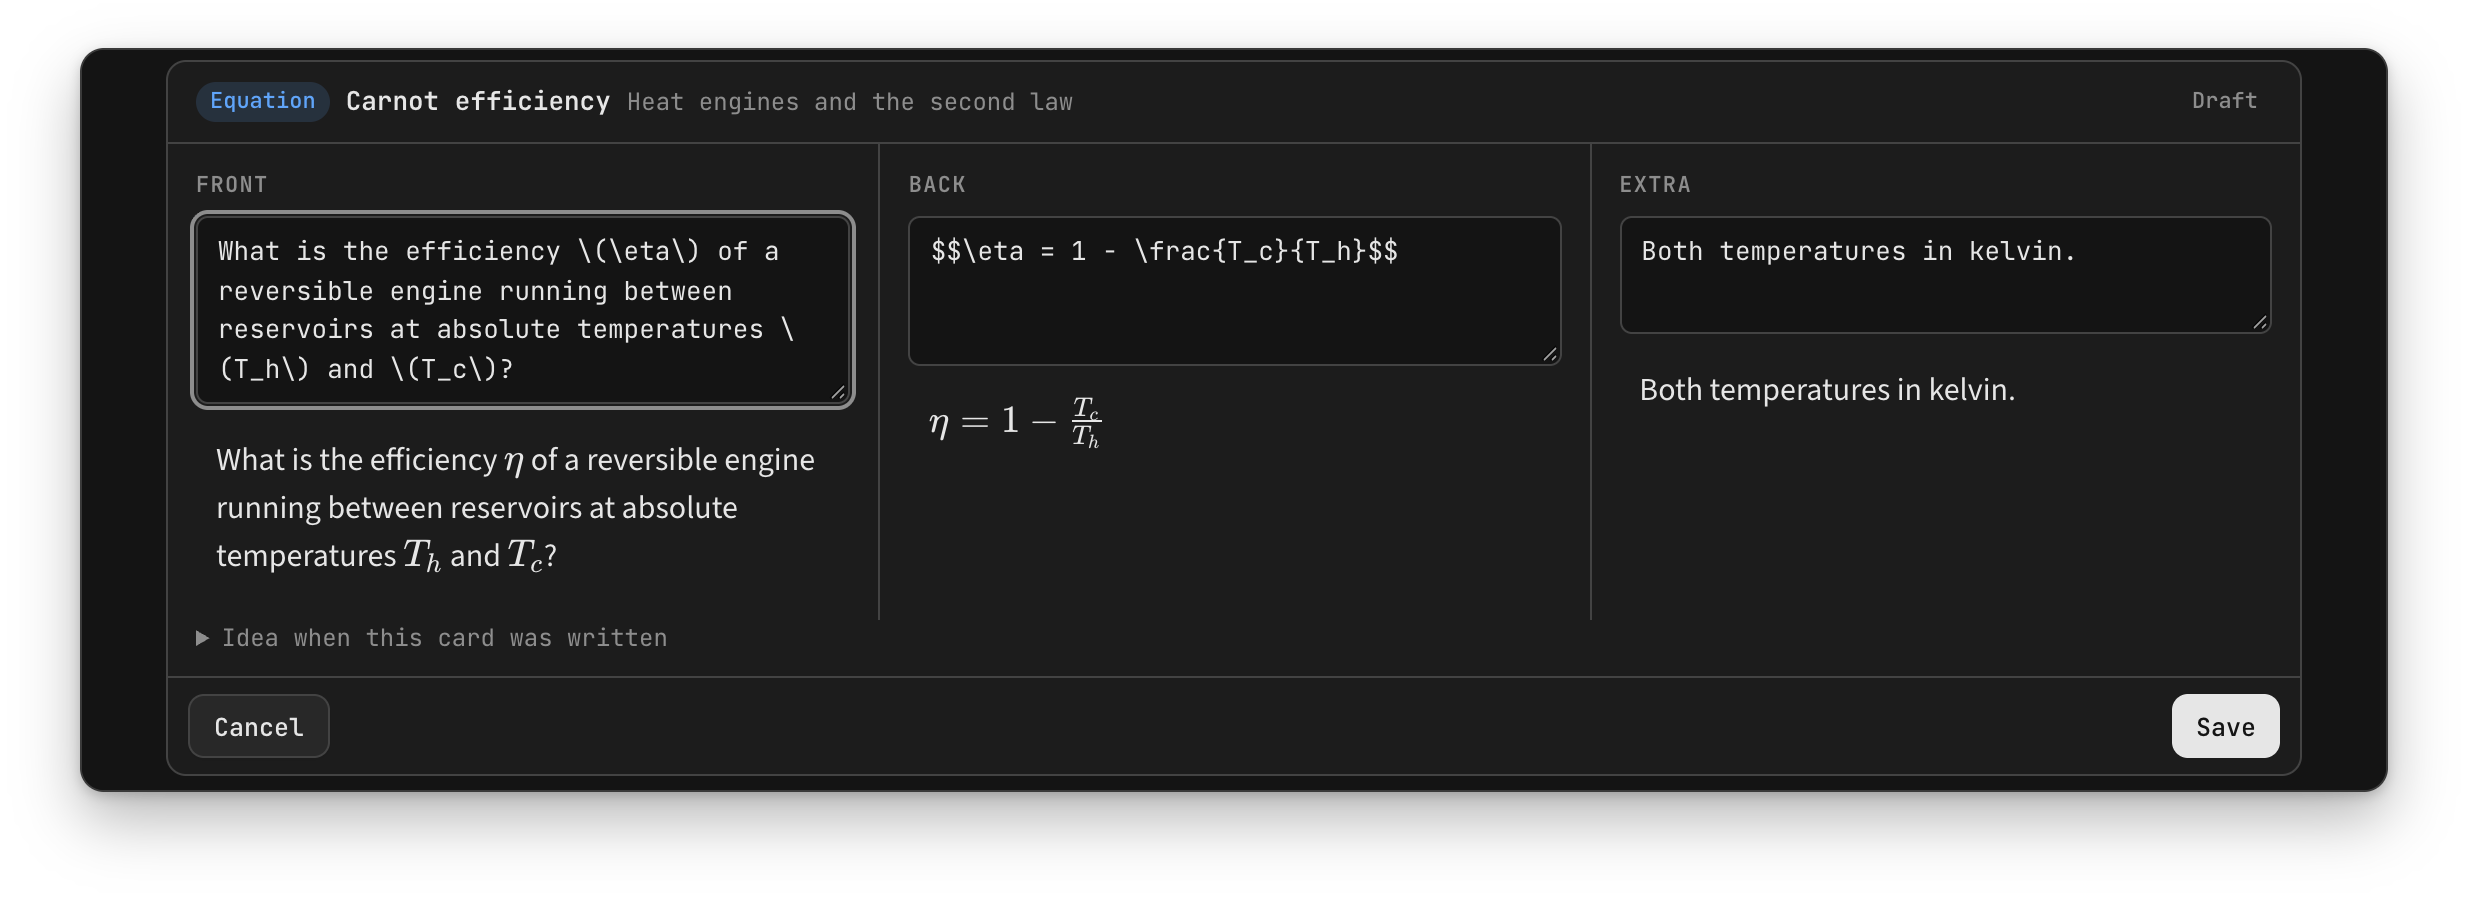 Equation Carnot efficiency Heat engines and the second law Draft
FRONT
What is the efficiency \(\eta\) of a
reversible engine running between
reservoirs at absolute temperatures \
(T_h\) and \(T_c\)?
What is the efficiency η of a reversible engine
running between reservoirs at absolute
temperatures T_h and T_c?
BACK
$$\eta = 1 - \frac{T_c}{T_h}$$
η = 1 − T_c/T_h
EXTRA
Both temperatures in kelvin.
Both temperatures in kelvin.
▶ Idea when this card was written
Cancel Save